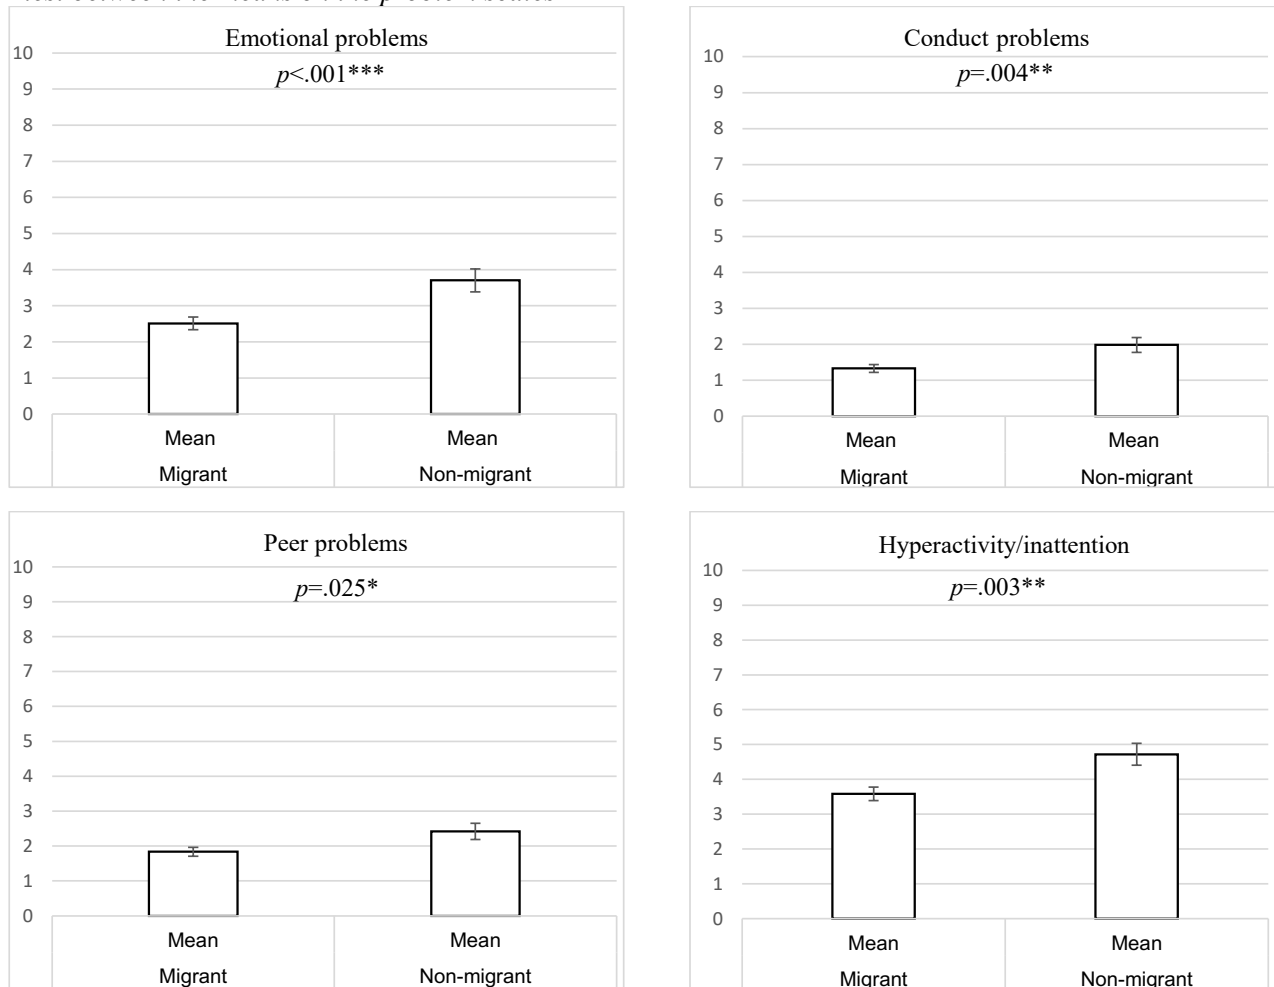 Emotional problems
p<.001***
10
9
8
7
6
5
4
3
2
1
0
Mean Mean
Migrant Non-migrant
Conduct problems
p=.004**
10
9
8
7
6
5
4
3
2
1
0
Mean Mean
Migrant Non-migrant
Peer problems
p=.025*
10
9
8
7
6
5
4
3
2
1
0
Mean Mean
Migrant Non-migrant
Hyperactivity/inattention
p=.003**
10
9
8
7
6
5
4
3
2
1
0
Mean Mean
Migrant Non-migrant